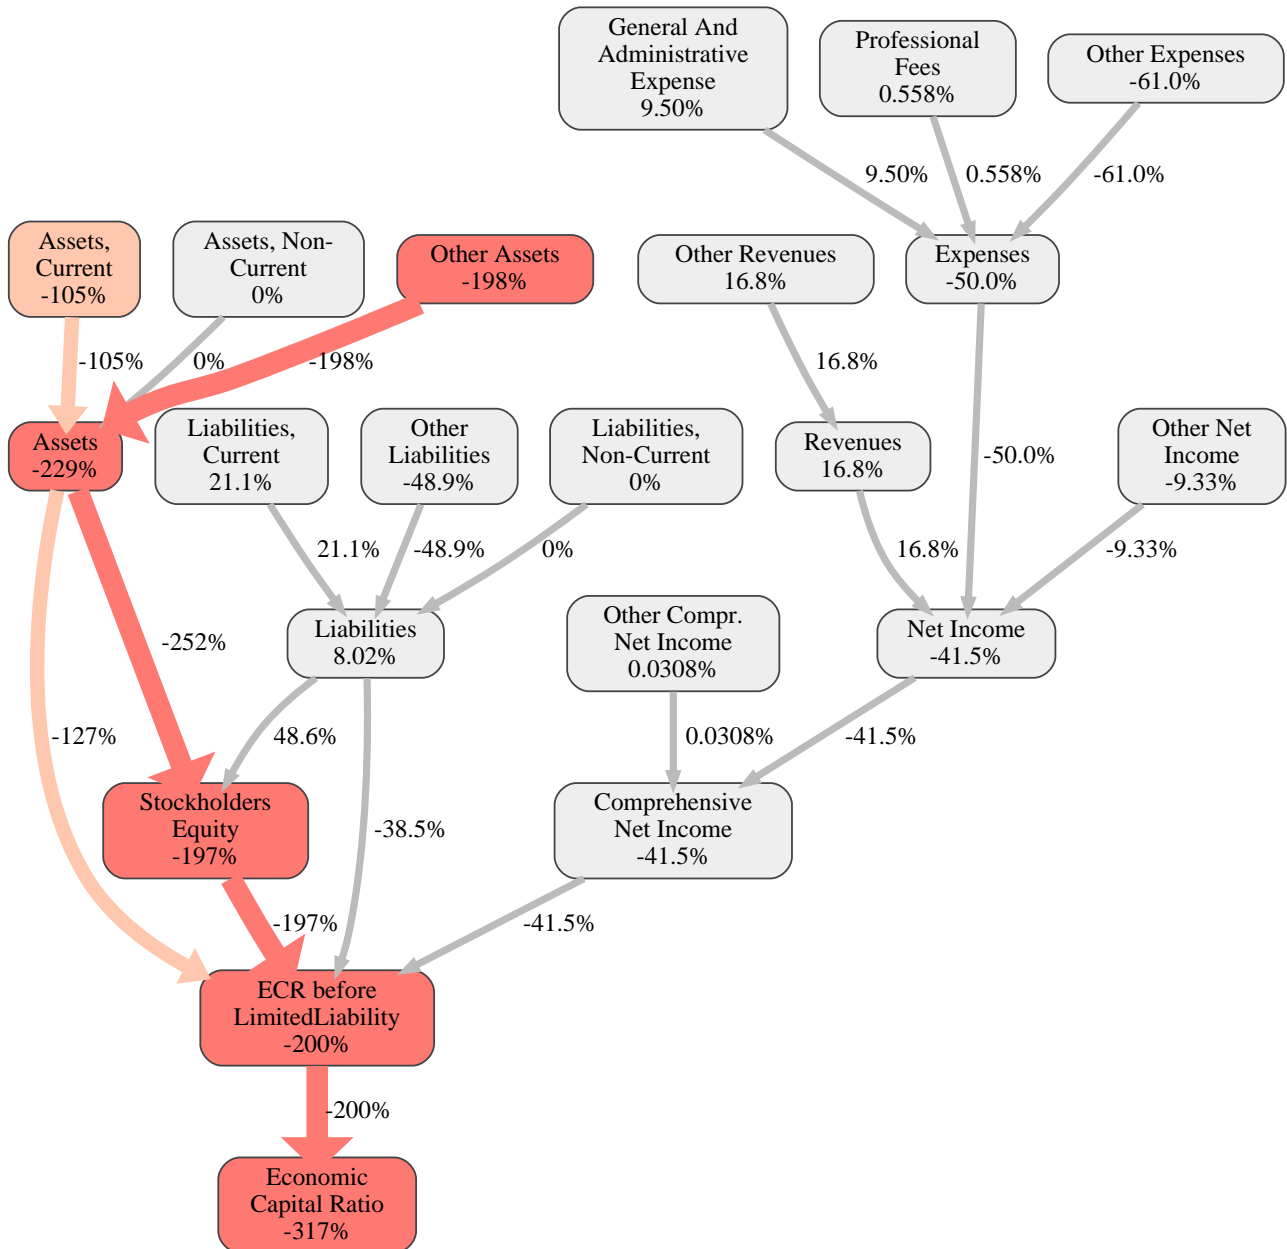 General And
Administrative
Expense
9.50%
Professional
Fees
0.558%
Other Expenses
-61.0%
9.50%
0.558%
-61.0%
Assets,
Current
-105%
Assets, Non-
Current
0%
Other Assets
-198%
Other Revenues
16.8%
Expenses
-50.0%
-105%
0%
-198%
16.8%
Assets
-229%
Liabilities,
Current
21.1%
Other
Liabilities
-48.9%
Liabilities,
Non-Current
0%
Revenues
16.8%
-50.0%
Other Net
Income
-9.33%
21.1%
-48.9%
0%
16.8%
-9.33%
-252%
Liabilities
8.02%
Other Compr.
Net Income
0.0308%
Net Income
-41.5%
-127%
48.6%
0.0308%
-41.5%
Stockholders
Equity
-197%
-38.5%
Comprehensive
Net Income
-41.5%
-197%
-41.5%
ECR before
LimitedLiability
-200%
-200%
Economic
Capital Ratio
-317%